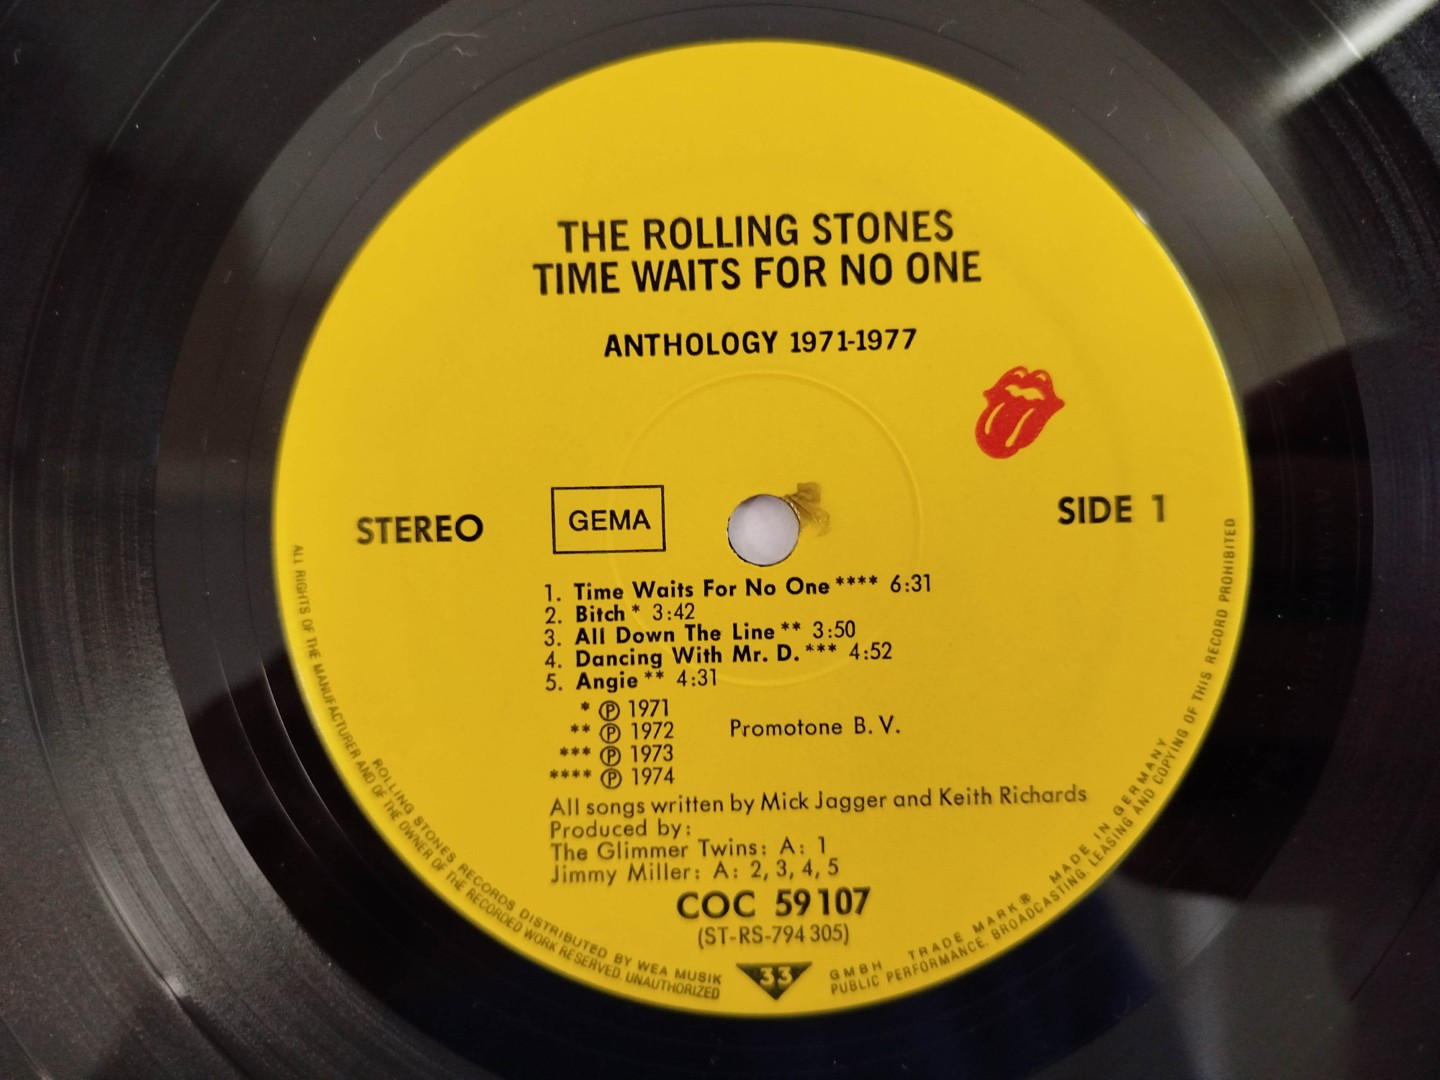 THE ROLLING STONES
TIME WAITS FOR NO ONE
ANTHOLOGY 1971-1977
STEREO
GEMA
SIDE 1
1. Time Waits For No One **** 6:31
2. Bitch * 3:42
3. All Down The Line ** 3:50
4. Dancing With Mr. D. *** 4:52
5. Angie ** 4:31
* ℗ 1971
** ℗ 1972 Promotone B. V.
*** ℗ 1973
**** ℗ 1974
All songs written by Mick Jagger and Keith Richards
Produced by:
The Glimmer Twins: A: 1
Jimmy Miller: A: 2, 3, 4, 5
COC 59 107
(ST-RS-794 305)
33
ROLLING STONES RECORDS DISTRIBUTED BY WEA MUSIK GMBH TRADE MARK® MADE IN GERMANY
ALL RIGHTS OF THE MANUFACTURER AND OF THE OWNER OF THE RECORDED WORK RESERVED. UNAUTHORIZED PUBLIC PERFORMANCE, BROADCASTING, LEASING AND COPYING OF THIS RECORD PROHIBITED